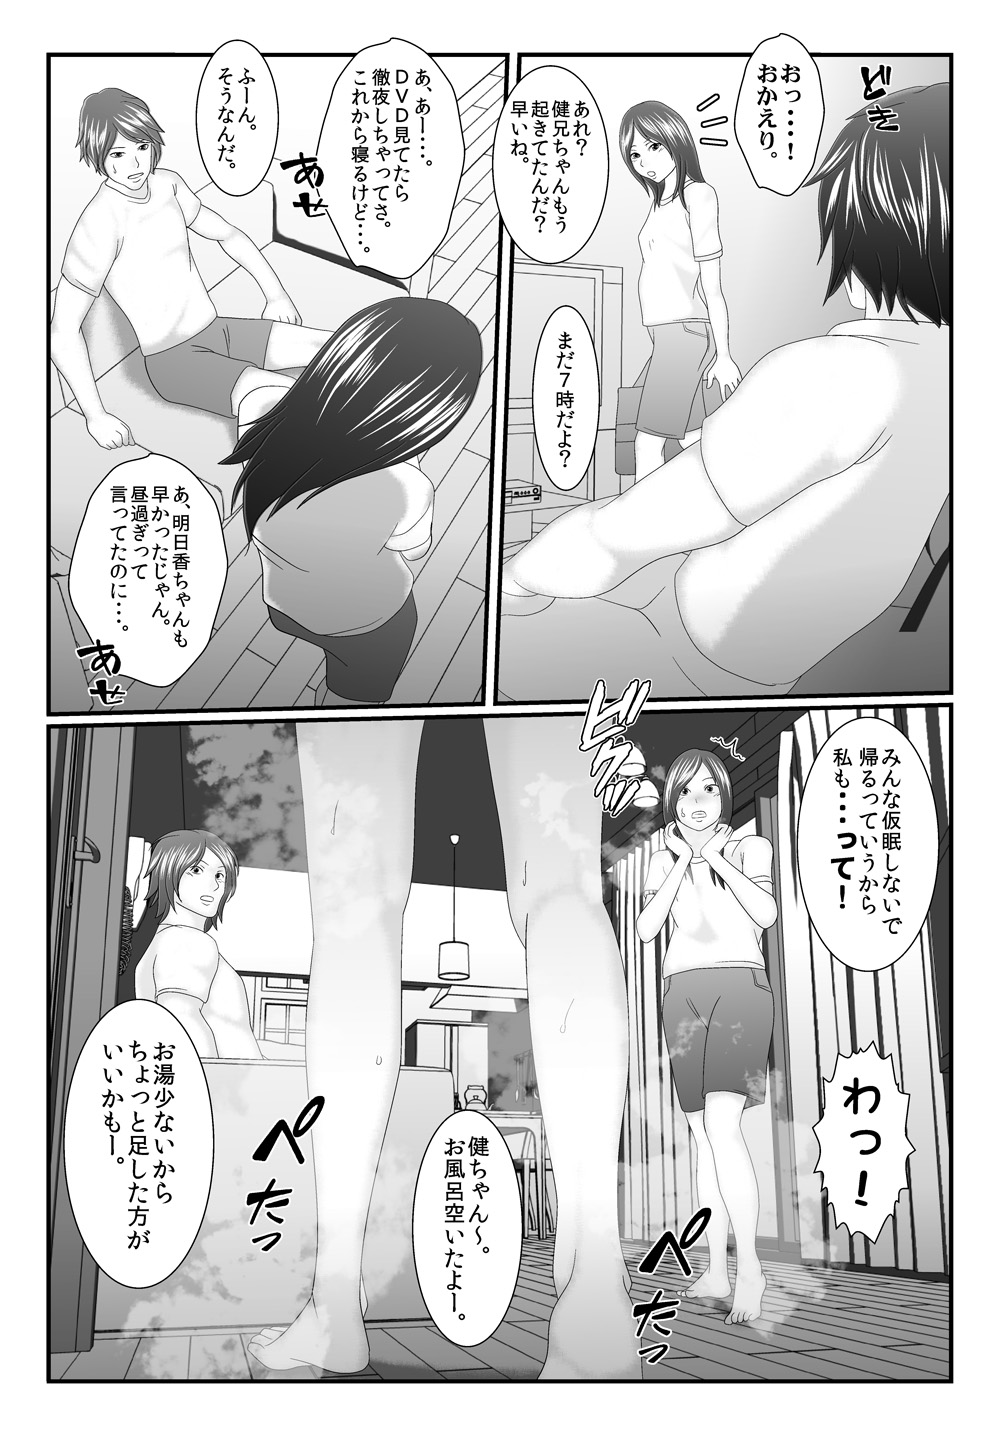 どき
おっ・・・・！
おかえり。
あれ？
健兄ちゃんもう
起きてたんだ？
早いね。
まだ７時だよ？
あ、あー・・・。
ＤＶＤ見てたら
徹夜しちゃってさ。
これから寝るけど・・・。
あせ
ふーん。
そうなんだ。
あ、明日香ちゃんも
早かったじゃん。
昼過ぎって
言ってたのに・・・。
あせ
みんな仮眠しないで
帰るっていうから
私も・・・って！
ビクッ
わっ！
健ちゃん～。
お風呂空いたよー。
ぺたっ
ぺたっ
お湯少ないから
ちょっと足した方が
いいかもー。